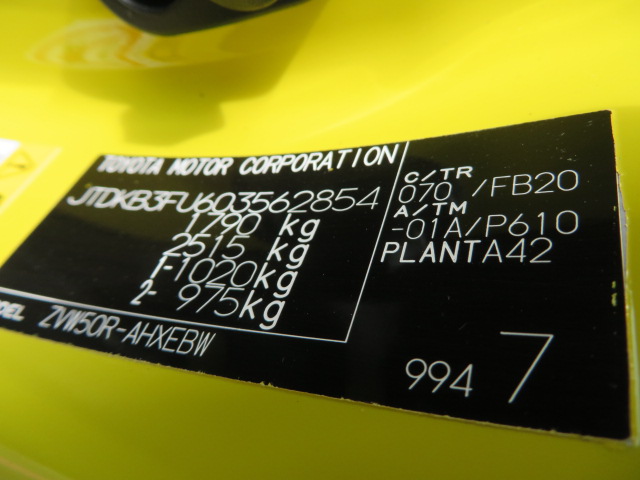 TOYOTA MOTOR CORPORATION
JTDKB3FU603562854
1790 kg
2515 kg
1-1020kg
2- 975kg
ZVW50R-AHXEBW
C/TR
070 /FB20
A/TM
-01A/P610
PLANTA42
994 7